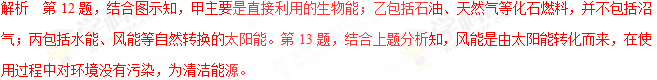 解析　第 12 题，结合图示知，甲主要是直接利用的生物能；乙包括石油、天然气等化石燃料，并不包括沼
气；丙包括水能、风能等自然转换的太阳能。第 13 题，结合上题分析知，风能是由太阳能转化而来，在使
用过程中对环境没有污染，为清洁能源。